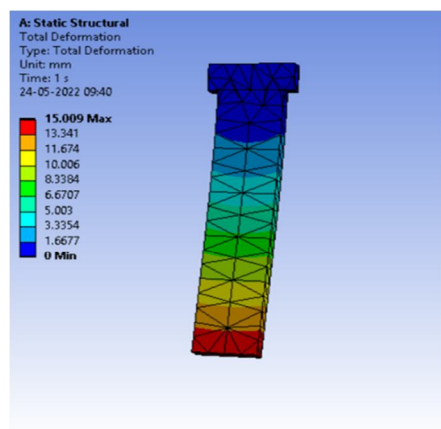 A: Static Structural
Total Deformation
Type: Total Deformation
Unit: mm
Time: 1 s
24-05-2022 09:40
15.009 Max
13.341
11.674
10.006
8.3384
6.6707
5.003
3.3354
1.6677
0 Min